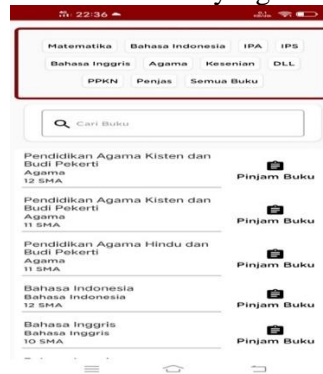 22:36
Matematika Bahasa Indonesia IPA IPS
Bahasa Inggris Agama Kesenian DLL
PPKN Penjas Semua Buku
Cari Buku
Pendidikan Agama Kisten dan
Budi Pekerti
Agama
12 SMA
Pinjam Buku
Pendidikan Agama Kisten dan
Budi Pekerti
Agama
11 SMA
Pinjam Buku
Pendidikan Agama Hindu dan
Budi Pekerti
Agama
11 SMA
Pinjam Buku
Bahasa Indonesia
Bahasa Indonesia
12 SMA
Pinjam Buku
Bahasa Inggris
Bahasa Inggris
10 SMA
Pinjam Buku